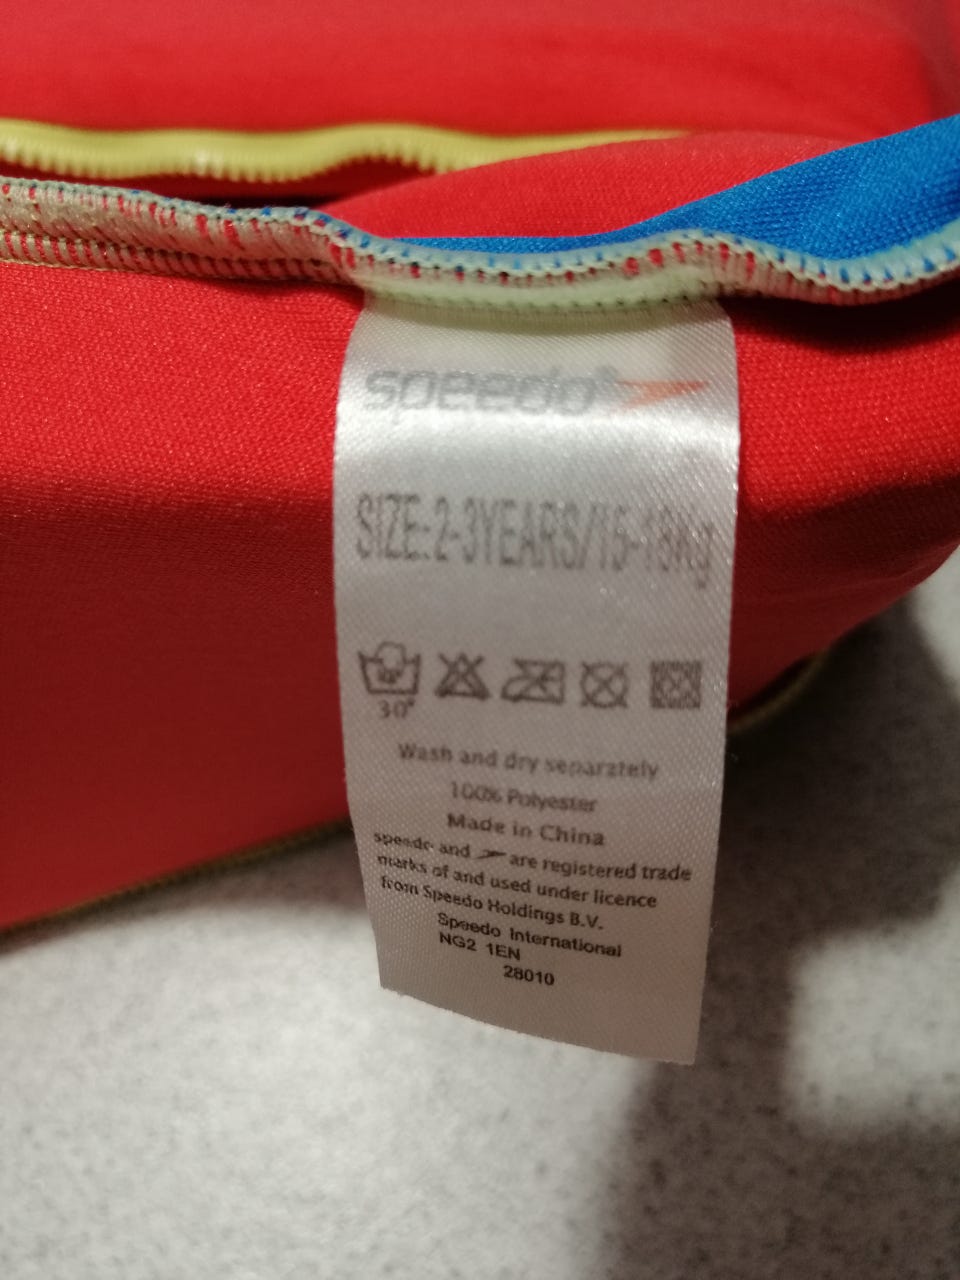 speedo®
SIZE: 2-3YEARS/15-18Kg
30°
Wash and dry separately
100% Polyester
Made in China
speedo and are registered trade
marks of and used under licence
from Speedo Holdings B.V.
Speedo International
NG2 1EN
28010